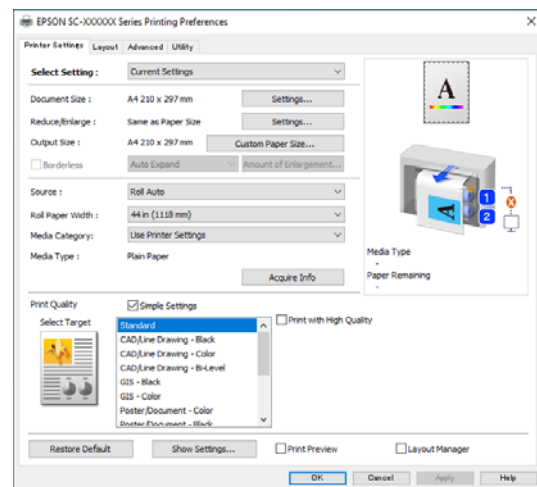 EPSON SC-XXXXXX Series Printing Preferences
Printer Settings Layout Advanced Utility
Select Setting : Current Settings
Document Size : A4 210 x 297 mm Settings...
Reduce/Enlarge : Same as Paper Size Settings...
Output Size : A4 210 x 297 mm Custom Paper Size...
Borderless Auto Expand Amount of Enlargement...
Source : Roll Auto
Roll Paper Width : 44 in (1118 mm)
Media Category: Use Printer Settings
Media Type : Plain Paper
Acquire Info
A
A
1
2
Media Type
-
Paper Remaining
-
Print Quality Simple Settings
Select Target
Standard
CAD/Line Drawing - Black
CAD/Line Drawing - Color
CAD/Line Drawing - Bi-Level
GIS - Black
GIS - Color
Poster/Document - Color
Poster/Document - Black
Print with High Quality
Restore Default Show Settings... Print Preview Layout Manager
OK Cancel Apply Help